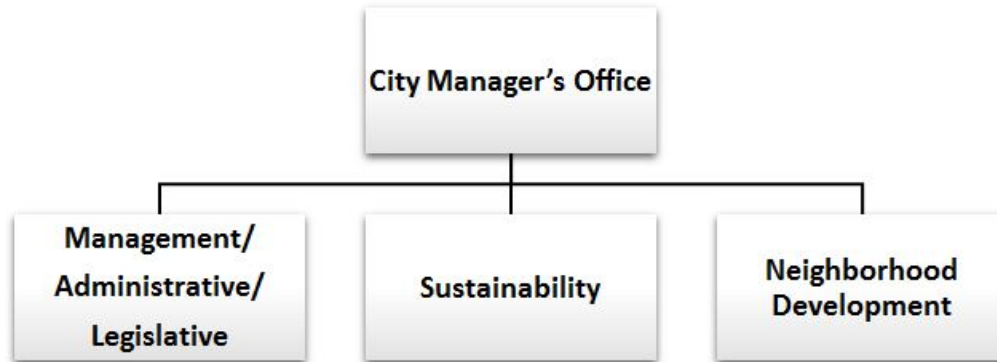 City Manager’s Office
Management/
Administrative/
Legislative
Sustainability
Neighborhood
Development